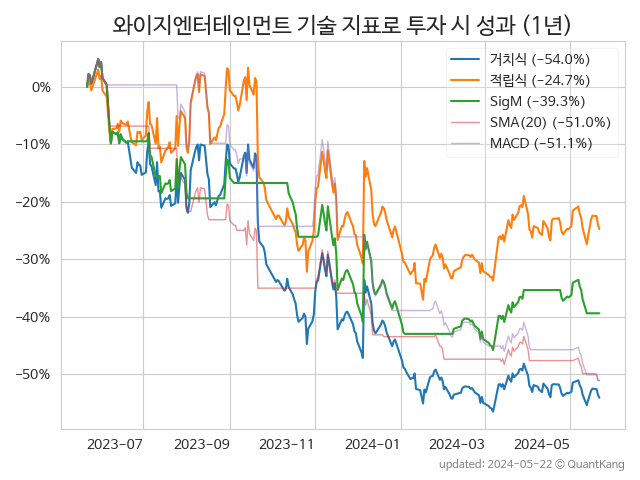 와이지엔터테인먼트 기술 지표로 투자 시 성과 (1년)
거치식 (−54.0%)
적립식 (−24.7%)
SigM (−39.3%)
SMA(20) (−51.0%)
MACD (−51.1%)
0%
−10%
−20%
−30%
−40%
−50%
2023−07 2023−09 2023−11 2024−01 2024−03 2024−05
updated: 2024−05−22 © QuantKang